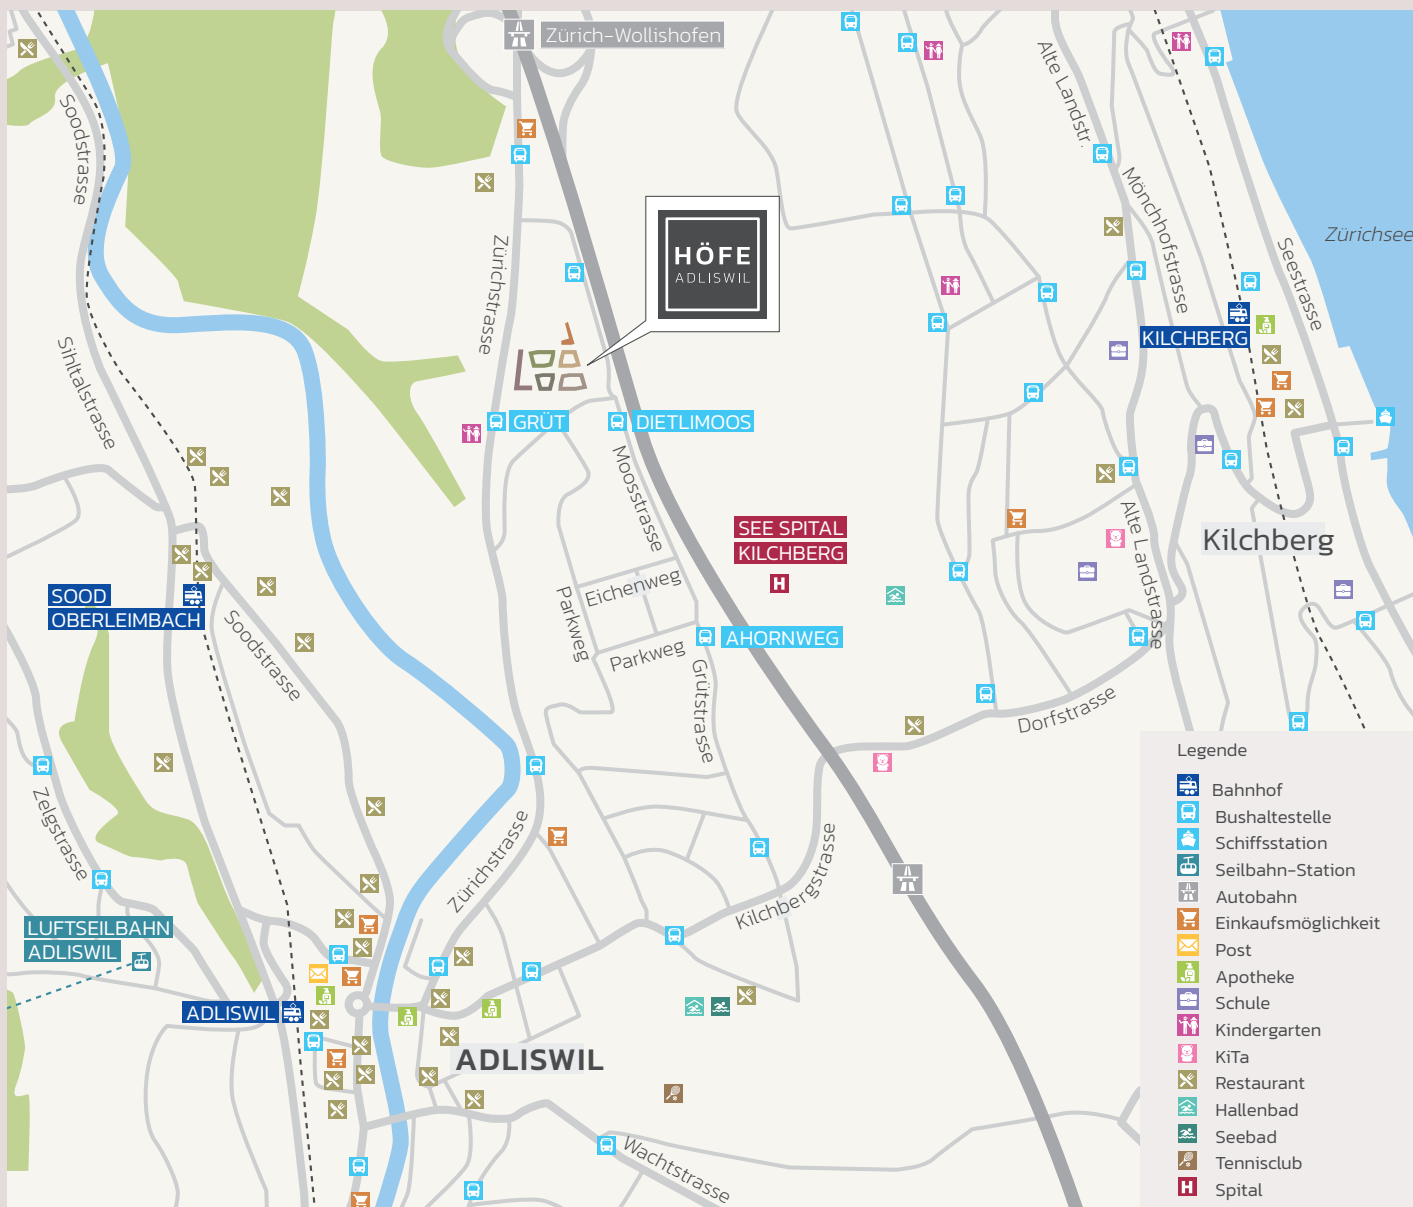 Zürich-Wollishofen
Alte Landstr.
Soodstrasse
Mönchhofstrasse
Zürichsee
HÖFE
ADLISWIL
Zürichstrasse
Seestrasse
KILCHBERG
Sihltalstrasse
GRÜT
DIETLIMOOS
Moosstrasse
SEE SPITAL
KILCHBERG
Alte Landstrasse
Kilchberg
SOOD
OBERLEIMBACH
Eichenweg
Parkweg
Soodstrasse
AHORNWEG
Parkweg
Grütstrasse
Dorfstrasse
Zelgstrasse
Zürichstrasse
Kilchbergstrasse
LUFTSEILBAHN
ADLISWIL
ADLISWIL
ADLISWIL
Wachtstrasse
H
Legende
Bahnhof
Bushaltestelle
Schiffsstation
Seilbahn-Station
Autobahn
Einkaufsmöglichkeit
Post
Apotheke
Schule
Kindergarten
KiTa
Restaurant
Hallenbad
Seebad
Tennisclub
H Spital